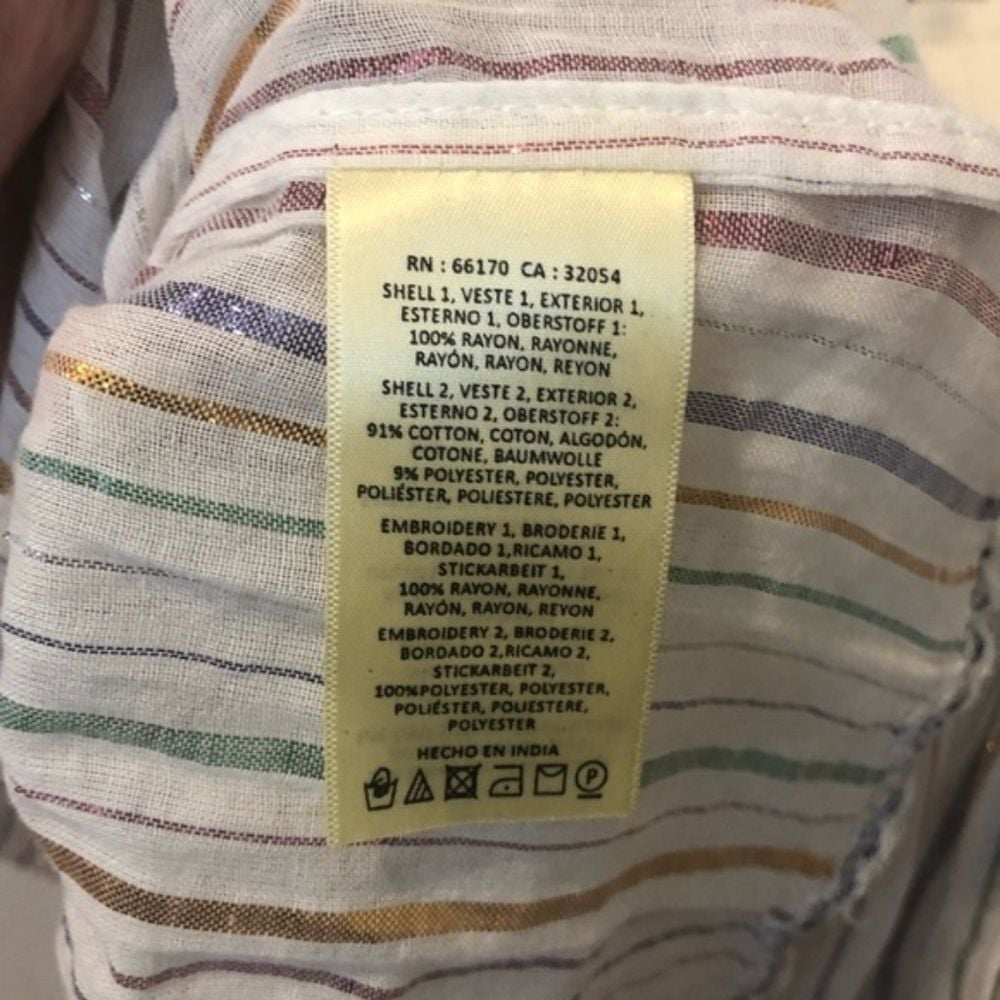 RN : 66170 CA : 32054
SHELL 1, VESTE 1, EXTERIOR 1,
ESTERNO 1, OBERSTOFF 1:
100% RAYON, RAYONNE,
RAYÓN, RAYON, REYON
SHELL 2, VESTE 2, EXTERIOR 2,
ESTERNO 2, OBERSTOFF 2:
91% COTTON, COTON, ALGODÓN,
COTONE, BAUMWOLLE
9% POLYESTER, POLYESTER,
POLIÉSTER, POLIESTERE, POLYESTER
EMBROIDERY 1, BRODERIE 1,
BORDADO 1,RICAMO 1,
STICKARBEIT 1,
100% RAYON, RAYONNE,
RAYÓN, RAYON, REYON
EMBROIDERY 2, BRODERIE 2,
BORDADO 2,RICAMO 2,
STICKARBEIT 2,
100%POLYESTER, POLYESTER,
POLIÉSTER, POLIESTERE,
POLYESTER
HECHO EN INDIA
P